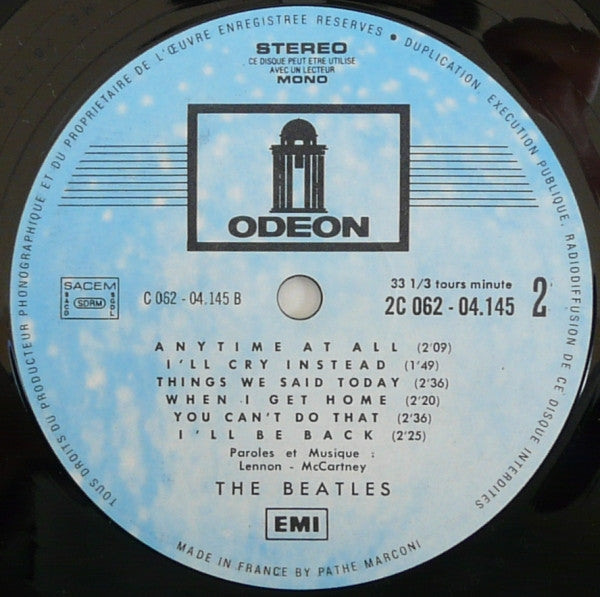 TOUS DROITS DU PRODUCTEUR PHONOGRAPHIQUE ET DU PROPRIETAIRE DE L'ŒUVRE ENREGISTREE RESERVES • DUPLICATION, EXECUTION PUBLIQUE, RADIODIFFUSION DE CE DISQUE INTERDITES
STEREO
CE DISQUE PEUT ETRE UTILISE
AVEC UN LECTEUR
MONO
ODEON
SACEM
SACD SDRM SGDL
C 062 - 04.145 B
33 1/3 tours minute
2C 062 - 04.145 2
ANYTIME AT ALL (2'09)
I'LL CRY INSTEAD (1'49)
THINGS WE SAID TODAY (2'36)
WHEN I GET HOME (2'20)
YOU CAN'T DO THAT (2'36)
I'LL BE BACK (2'25)
Paroles et Musique :
Lennon - McCartney
THE BEATLES
EMI
MADE IN FRANCE BY PATHE MARCONI